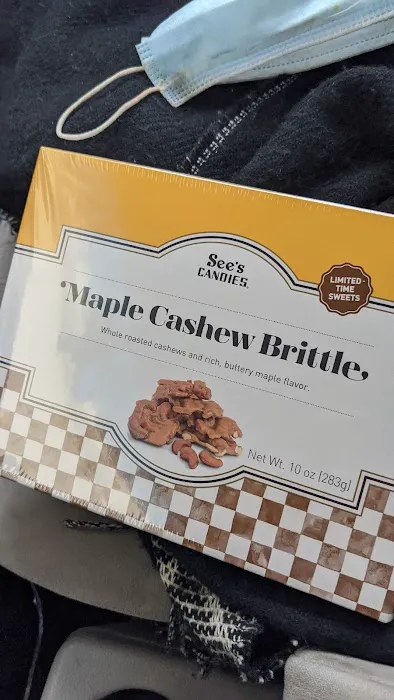 See's
CANDIES®
LIMITED-
TIME
SWEETS
Maple Cashew Brittle
Whole roasted cashews and rich, buttery maple flavor.
Net Wt. 10 oz (283g)